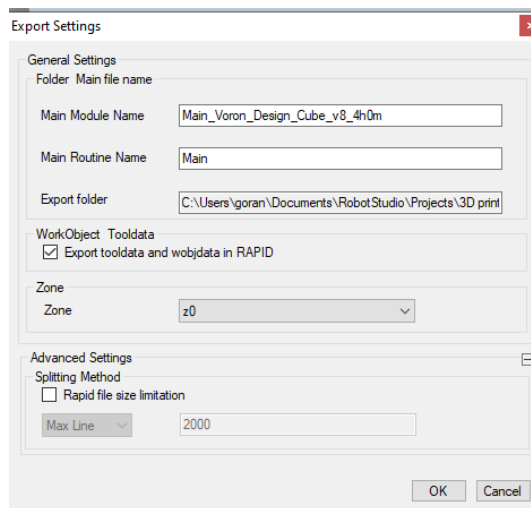 Export Settings
General Settings
Folder Main file name
Main Module Name
Main_Voron_Design_Cube_v8_4h0m
Main Routine Name
Main
Export folder
C:\Users\goran\Documents\RobotStudio\Projects\3D print
WorkObject Tooldata
Export tooldata and wobjdata in RAPID
Zone
Zone
z0
Advanced Settings
Splitting Method
Rapid file size limitation
Max Line
2000
OK
Cancel